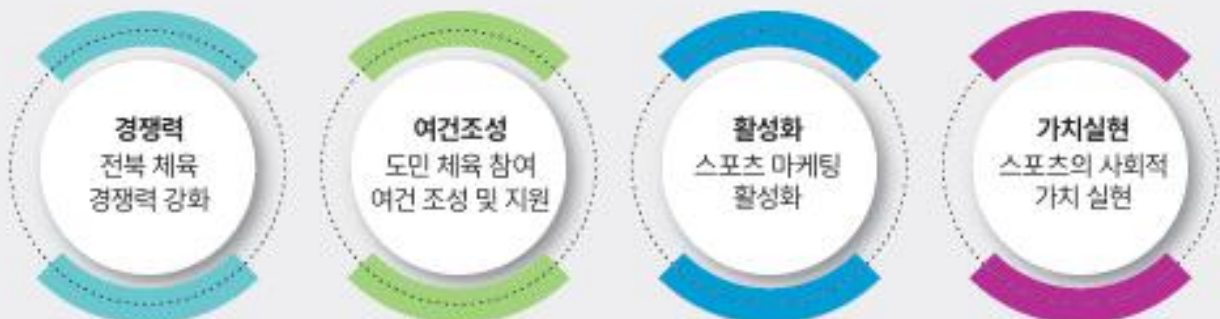 경쟁력
전북 체육
경쟁력 강화
여건조성
도민 체육 참여
여건 조성 및 지원
활성화
스포츠 마케팅
활성화
가치실현
스포츠의 사회적
가치 실현